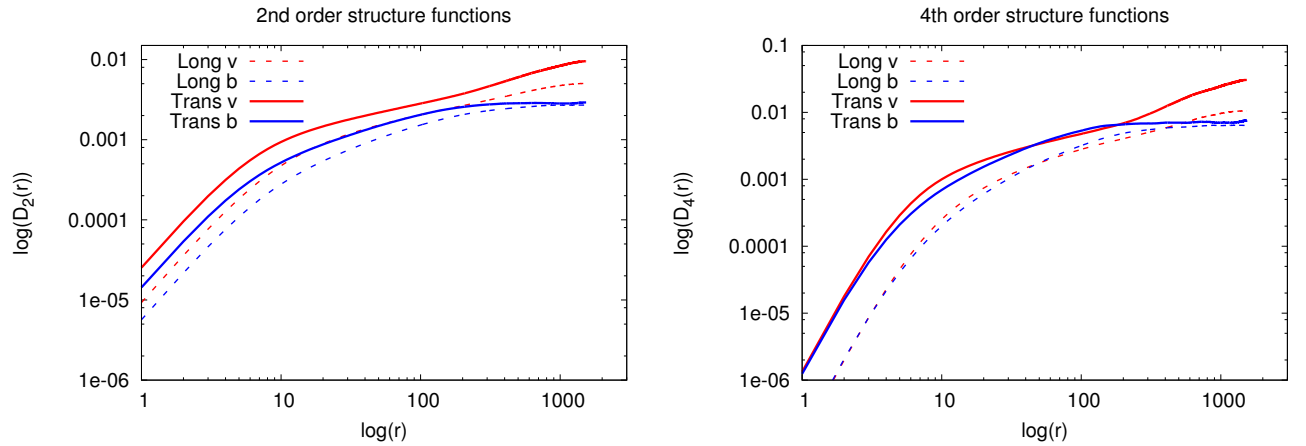 2nd order structure functions
log(D2(r))
0.01
0.001
0.0001
1e-05
1e-06
Long v
Long b
Trans v
Trans b
1
10
100
1000
log(r)
4th order structure functions
log(D4(r))
0.1
0.01
0.001
0.0001
1e-05
1e-06
Long v
Long b
Trans v
Trans b
1
10
100
1000
log(r)